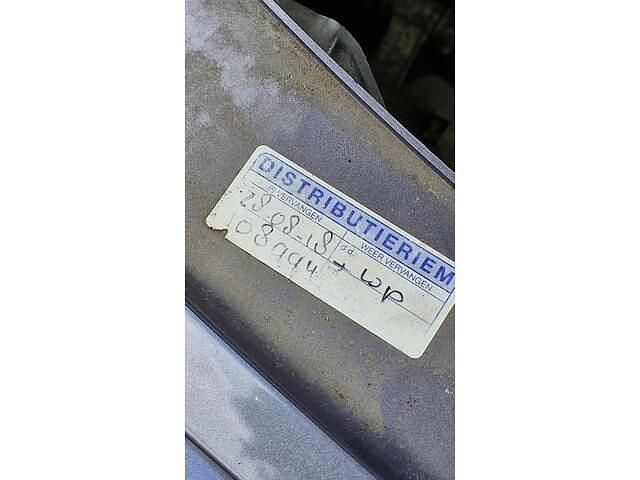 DISTRIBUTIERIEM
IS VERVANGEN
WEER VERVANGEN
28-08-18 d.d.
108994 + WP